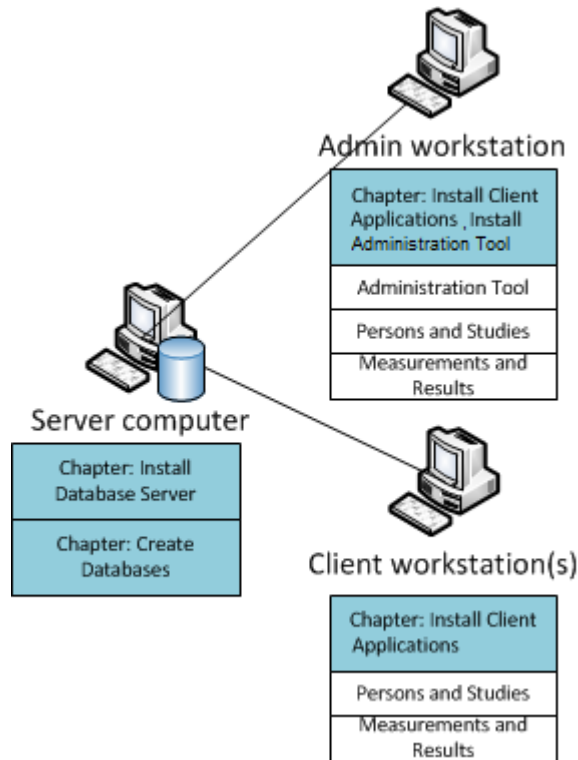 Admin workstation
Chapter: Install Client
Applications , Install
Administration Tool
Administration Tool
Persons and Studies
Measurements and
Results
Server computer
Chapter: Install
Database Server
Chapter: Create
Databases
Client workstation(s)
Chapter: Install Client
Applications
Persons and Studies
Measurements and
Results